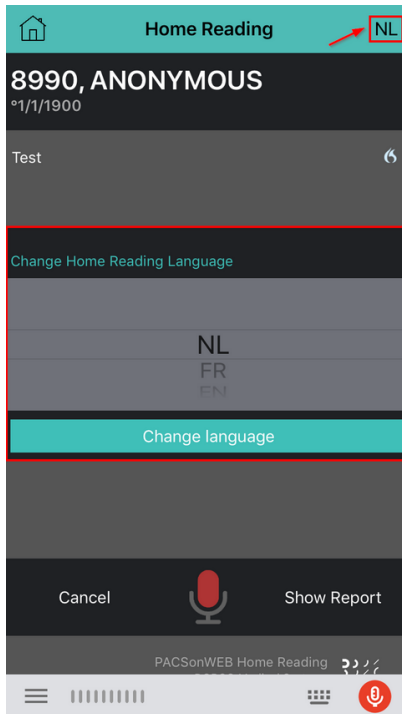 Home Reading
NL
8990, ANONYMOUS
°1/1/1900
Test
Change Home Reading Language
NL
FR
EN
Change language
Cancel
Show Report
PACSonWEB Home Reading